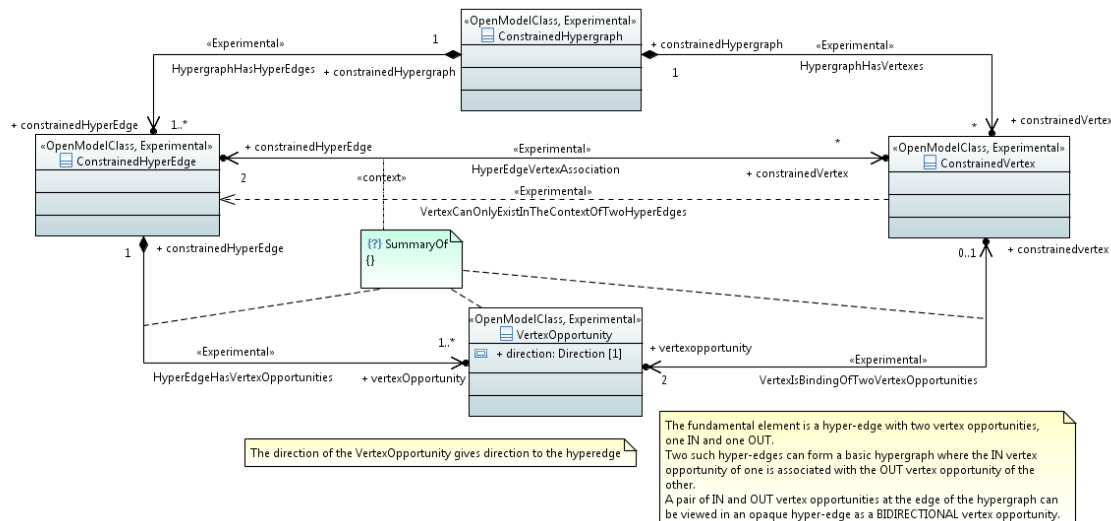 «OpenModelClass, Experimental»
ConstrainedHypergraph
1
«Experimental»
HypergraphHasHyperEdges
+ constrainedHypergraph
+ constrainedHypergraph
1
«Experimental»
HypergraphHasVertexes
+ constrainedHyperEdge
1..*
*
+ constrainedVertex
«OpenModelClass, Experimental»
ConstrainedHyperEdge
+ constrainedHyperEdge
2
«Experimental»
HyperEdgeVertexAssociation
*
+ constrainedVertex
«OpenModelClass, Experimental»
ConstrainedVertex
«context»
«Experimental»
VertexCanOnlyExistInTheContextOfTwoHyperEdges
1
+ constrainedHyperEdge
{?} SummaryOf
{}
0..1
+ constrainedvertex
«OpenModelClass, Experimental»
VertexOpportunity
+ direction: Direction [1]
«Experimental»
HyperEdgeHasVertexOpportunities
1..*
+ vertexOpportunity
+ vertexopportunity
2
«Experimental»
VertexIsBindingOfTwoVertexOpportunities
The direction of the VertexOpportunity gives direction to the hyperedge
The fundamental element is a hyper-edge with two vertex opportunities,
one IN and one OUT.
Two such hyper-edges can form a basic hypergraph where the IN vertex
opportunity of one is associated with the OUT vertex opportunity of the
other.
A pair of IN and OUT vertex opportunities at the edge of the hypergraph can
be viewed in an opaque hyper-edge as a BIDIRECTIONAL vertex opportunity.